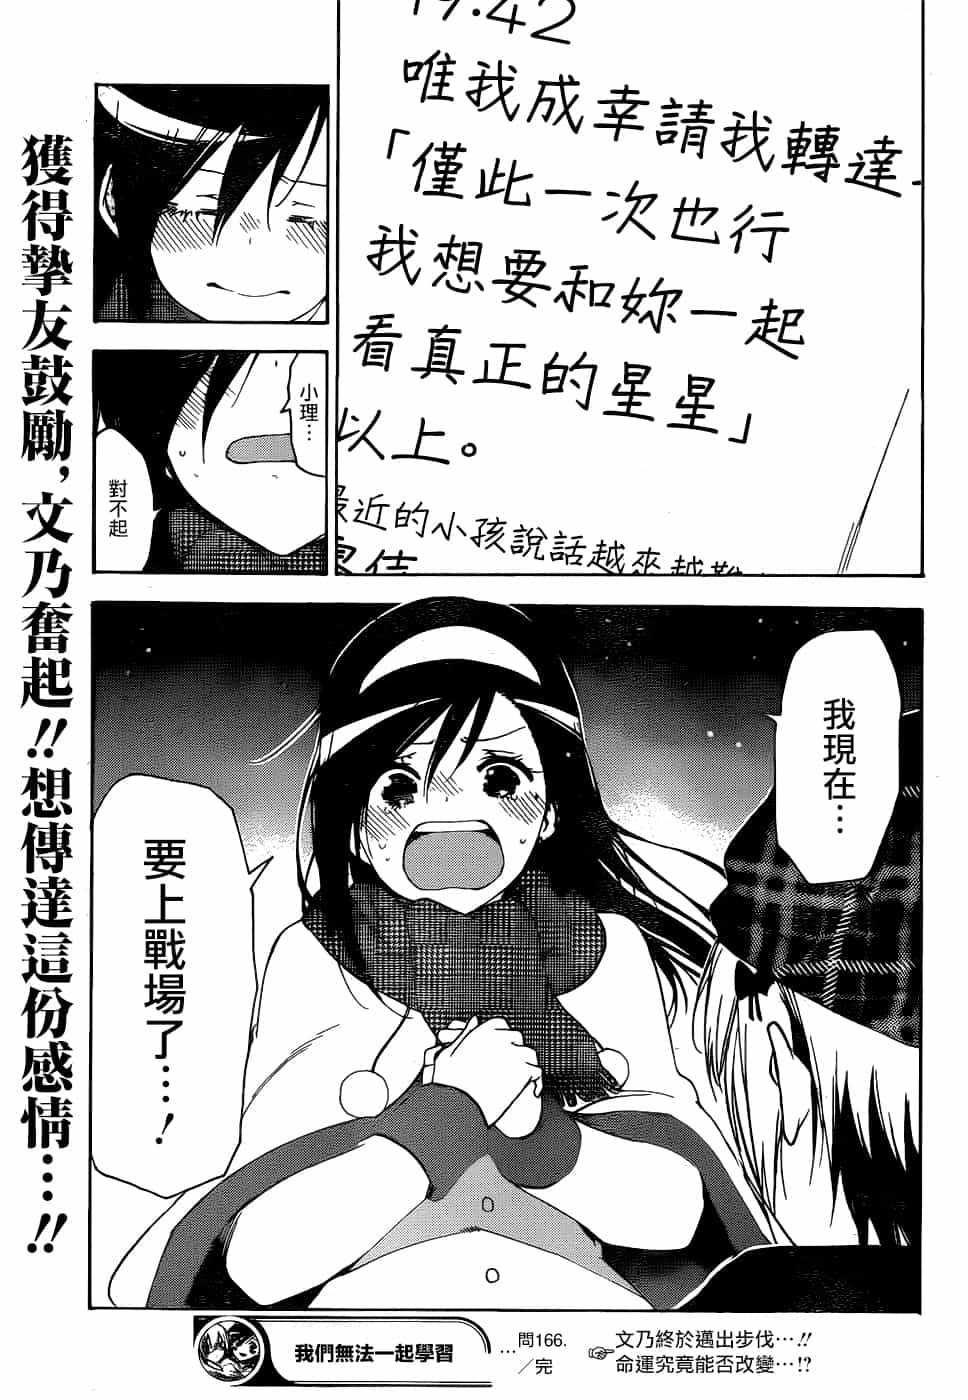 19:42
唯我成幸請我轉達
「僅此一次也行
我想要和妳一起
看真正的星星」
以上。
最近的小孩說話越來越難
小理…
對不起
我現在…
要上戰場了…！
獲得摯友鼓勵，文乃奮起!!想傳達這份感情…!!
我們無法一起學習
…問166.／完
☞文乃終於邁出步伐…!!
命運究竟能否改變…!?